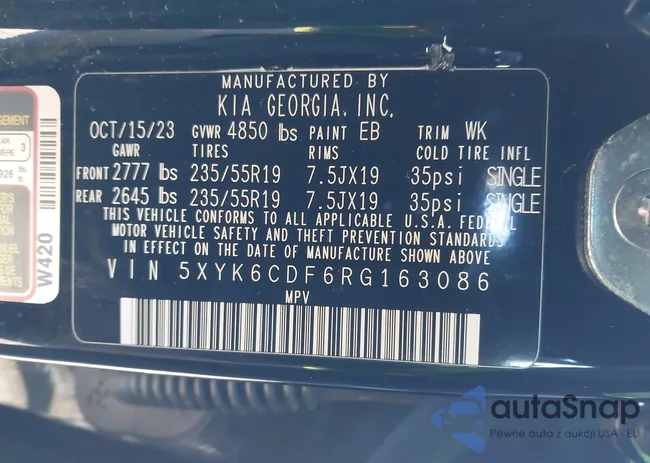 MANUFACTURED BY
KIA GEORGIA, INC.
OCT/15/23 GVWR 4850 lbs PAINT EB TRIM WK
GAWR TIRES RIMS COLD TIRE INFL
FRONT 2777 lbs 235/55R19 7.5JX19 35psi SINGLE
REAR 2645 lbs 235/55R19 7.5JX19 35psi SINGLE
THIS VEHICLE CONFORMS TO ALL APPLICABLE U.S.A. FEDERAL
MOTOR VEHICLE SAFETY AND THEFT PREVENTION STANDARDS
IN EFFECT ON THE DATE OF MANUFACTURE SHOWN ABOVE
VIN 5XYK6CDF6RG163086
MPV
W420
autaSnap
Pewne auta z aukcji USA i EU